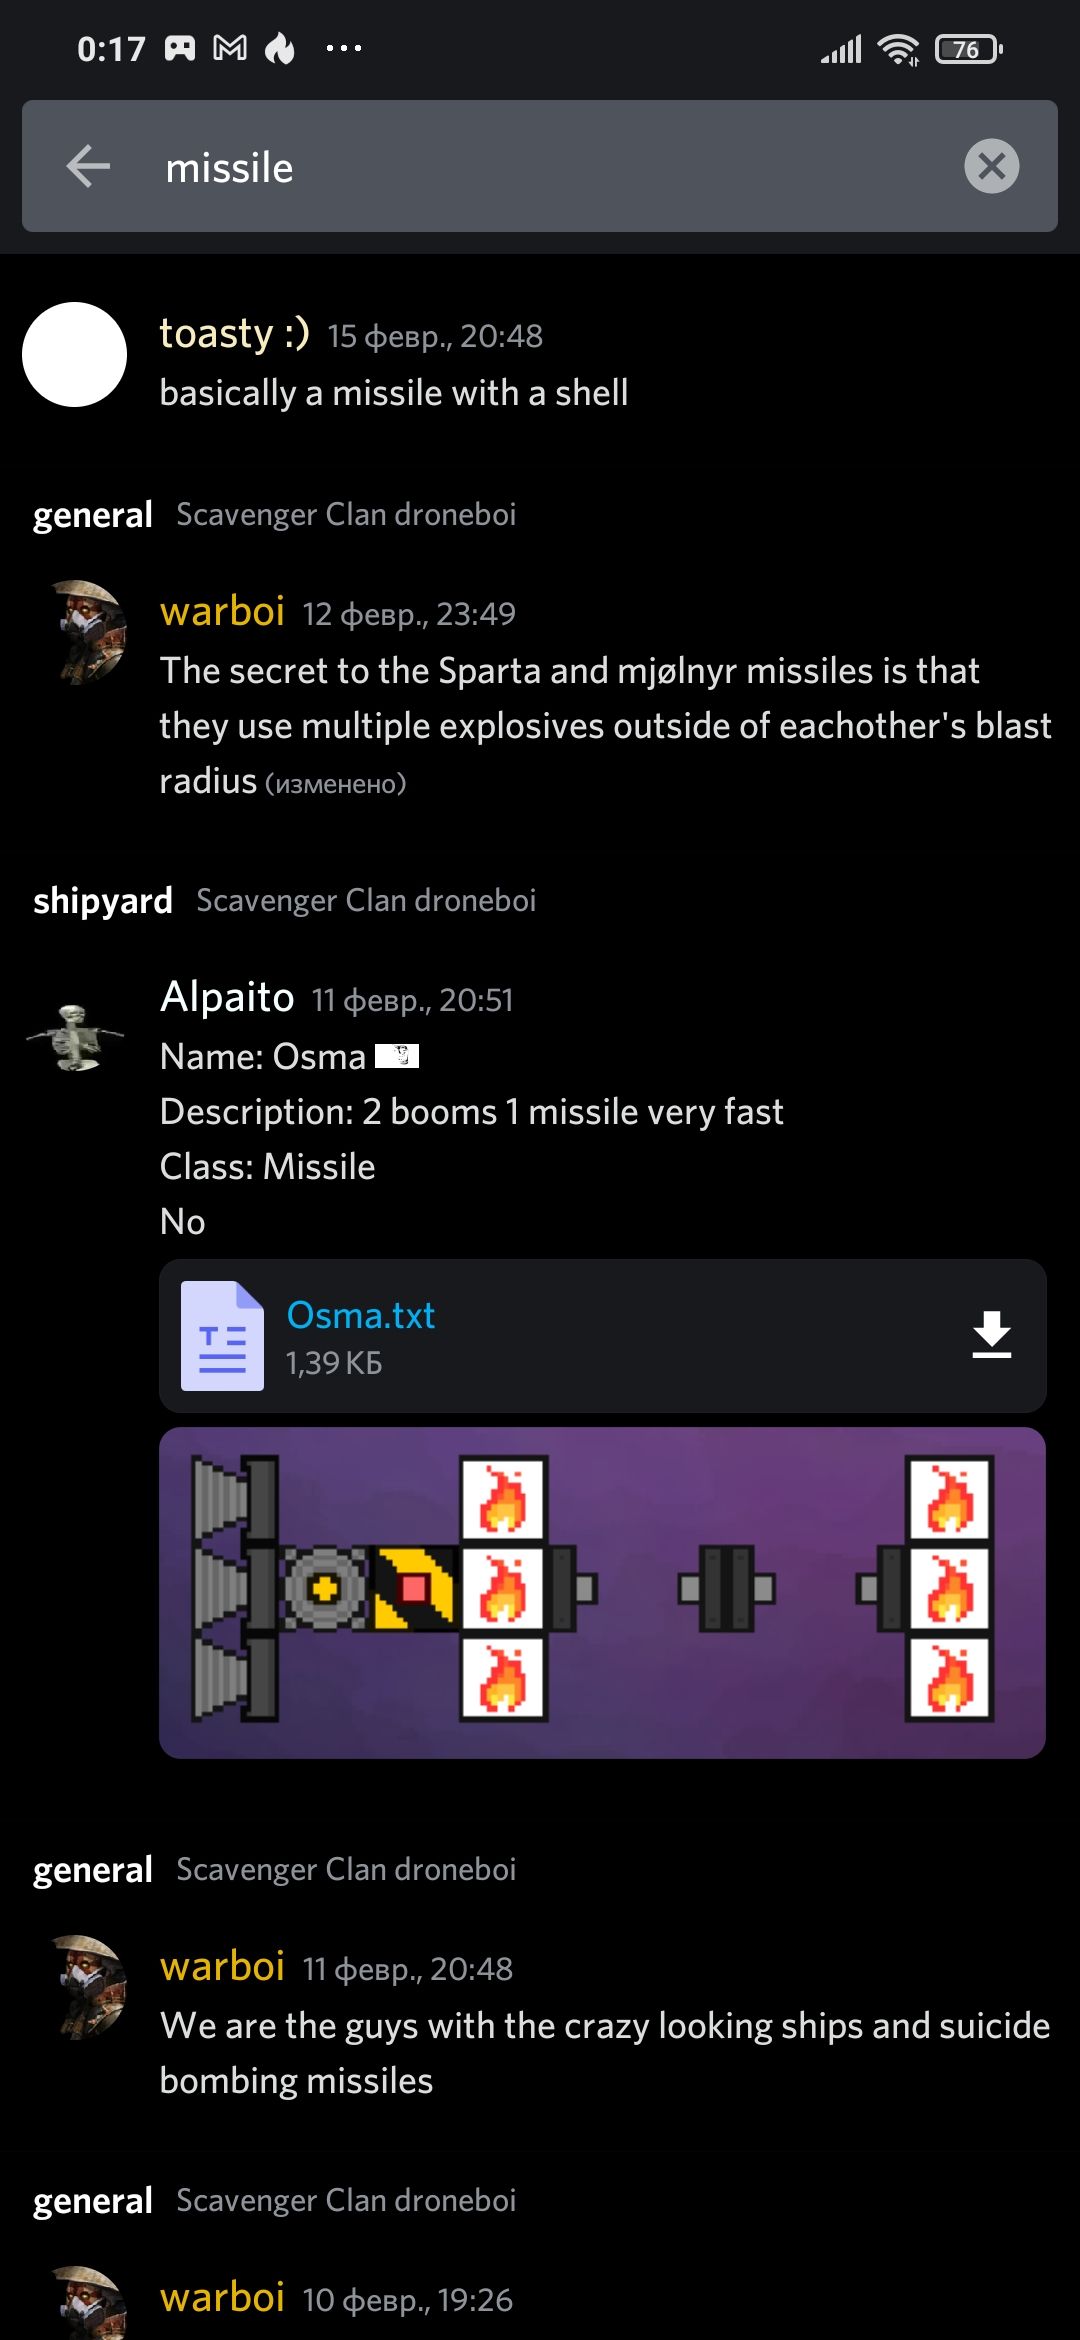 0:17
76
missile
toasty :) 15 февр., 20:48
basically a missile with a shell
general Scavenger Clan droneboi
warboi 12 февр., 23:49
The secret to the Sparta and mjølnyr missiles is that
they use multiple explosives outside of eachother's blast
radius (изменено)
shipyard Scavenger Clan droneboi
Alpaito 11 февр., 20:51
Name: Osma
Description: 2 booms 1 missile very fast
Class: Missile
No
Osma.txt
1,39 КБ
general Scavenger Clan droneboi
warboi 11 февр., 20:48
We are the guys with the crazy looking ships and suicide
bombing missiles
general Scavenger Clan droneboi
warboi 10 февр., 19:26